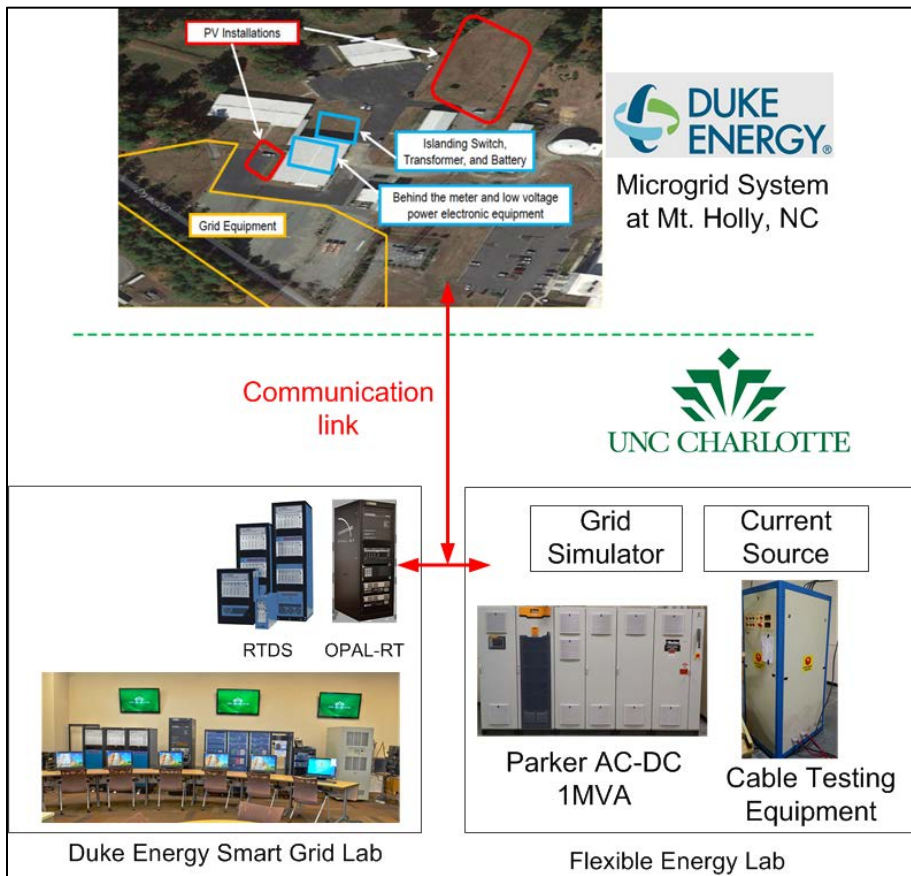 PV Installations
DUKE
ENERGY®
Islanding Switch,
Transformer, and Battery
Behind the meter and low voltage
power electronic equipment
Grid Equipment
Microgrid System
at Mt. Holly, NC
Communication
link
UNC CHARLOTTE
RTDS
OPAL-RT
Duke Energy Smart Grid Lab
Grid
Simulator
Current
Source
Parker AC-DC
1MVA
Cable Testing
Equipment
Flexible Energy Lab